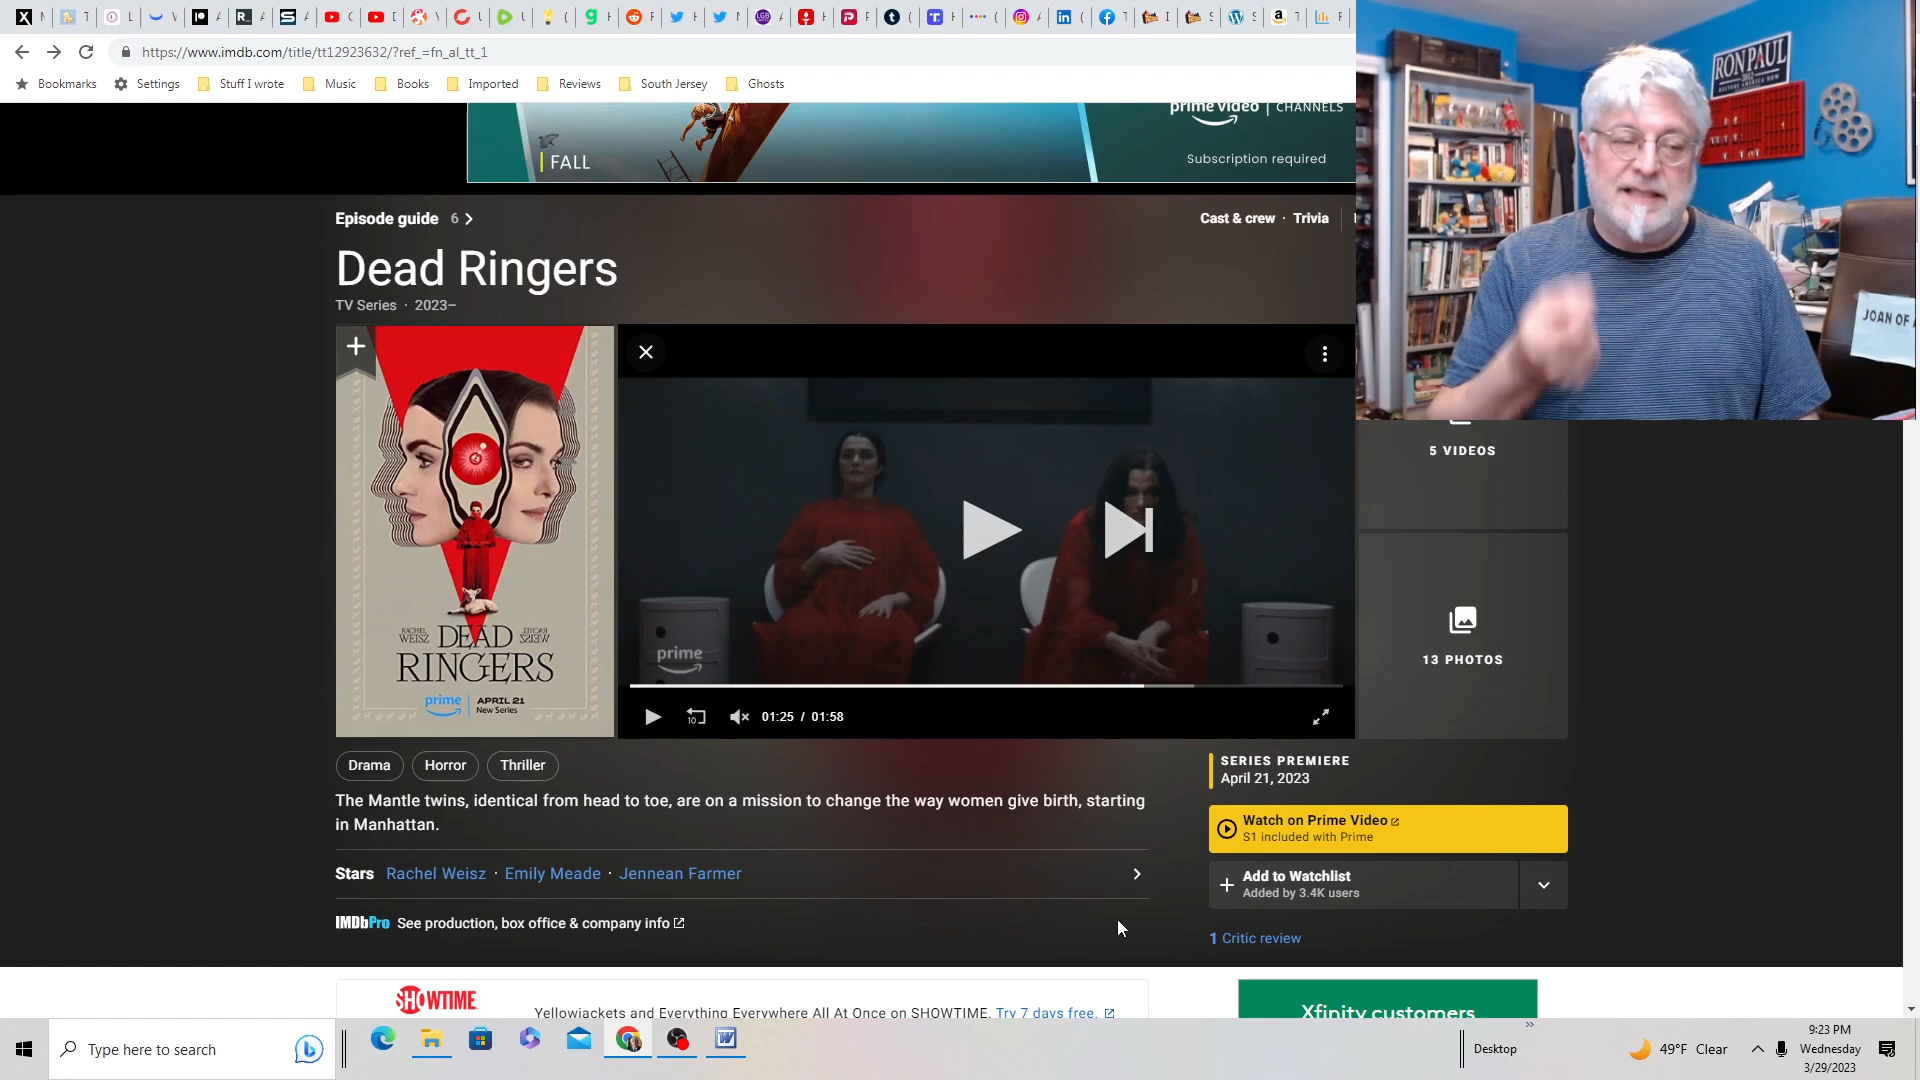 https://www.imdb.com/title/tt12923632/?ref_=fn_al_tt_1
Bookmarks
Settings
Stuff I wrote
Music
Books
Imported
Reviews
South Jersey
Ghosts
FALL
prime video | CHANNELS
Subscription required
RON PAUL
2012
JOAN OF A
Episode guide 6
Cast & crew · Trivia
Dead Ringers
TV Series · 2023–
RACHEL WEISZ
DEAD
RINGERS
prime
APRIL 21
New Series
prime
01:25 / 01:58
5 VIDEOS
13 PHOTOS
Drama
Horror
Thriller
The Mantle twins, identical from head to toe, are on a mission to change the way women give birth, starting
in Manhattan.
Stars Rachel Weisz · Emily Meade · Jennean Farmer
IMDbPro See production, box office & company info
SERIES PREMIERE
April 21, 2023
Watch on Prime Video
S1 included with Prime
Add to Watchlist
Added by 3.4K users
1 Critic review
SHOWTIME
Yellowjackets and Everything Everywhere All At Once on SHOWTIME. Try 7 days free.
Xfinity customers
Type here to search
Desktop
49°F Clear
9:23 PM
Wednesday
3/29/2023